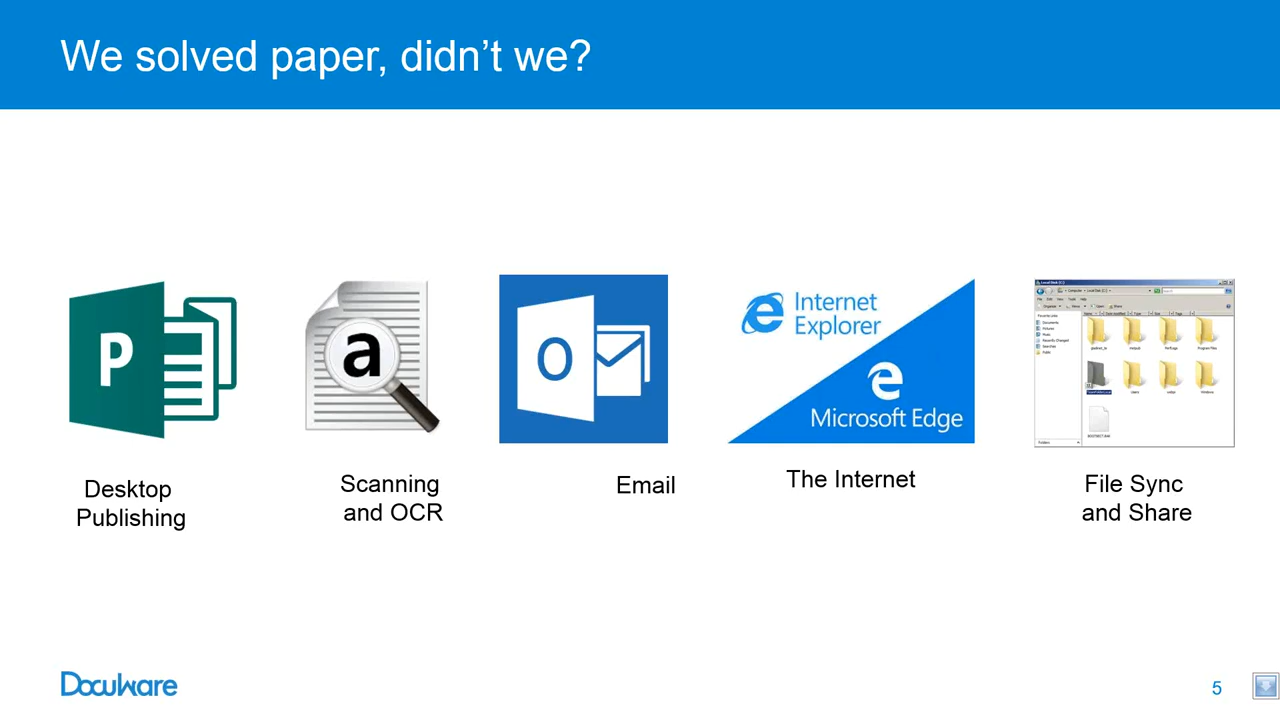 We solved paper, didn't we?
P
a
O
Internet
Explorer
e
Microsoft Edge
Desktop
Publishing
Scanning
and OCR
Email
The Internet
File Sync
and Share
DocuWare
5